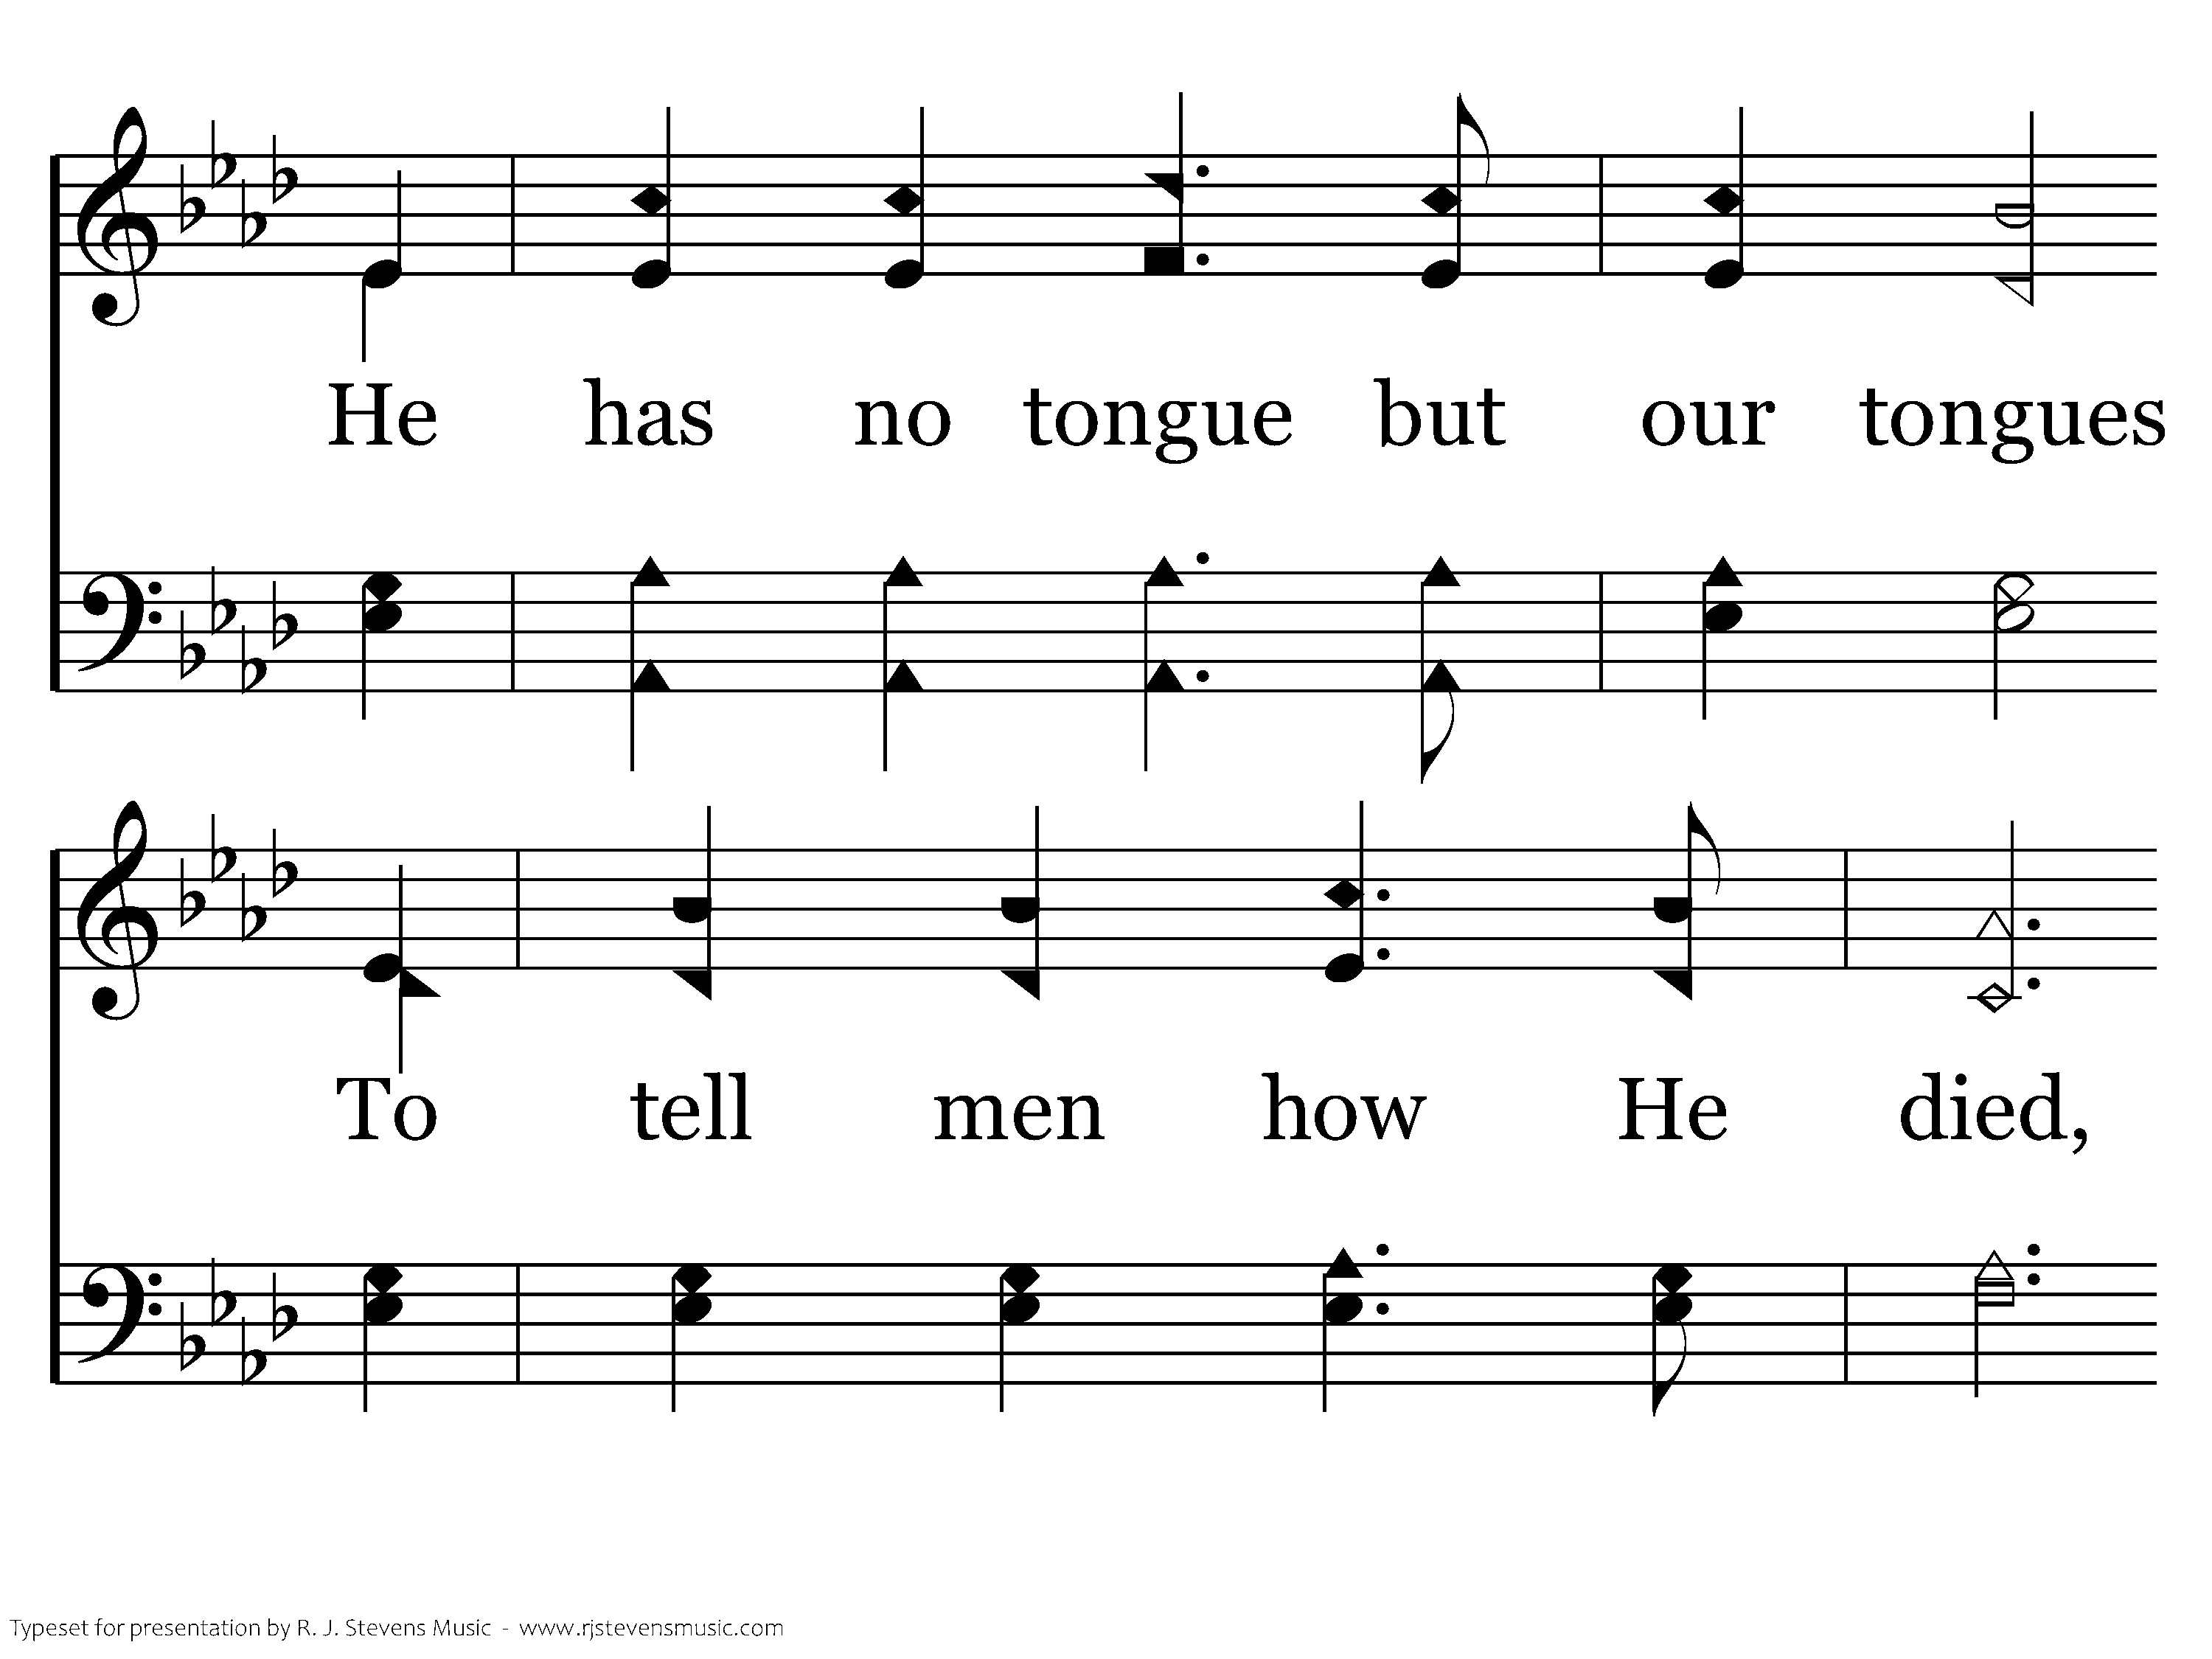 He has no tongue but our tongues
To tell men how He died,
Typeset for presentation by R. J. Stevens Music - www.rjstevensmusic.com